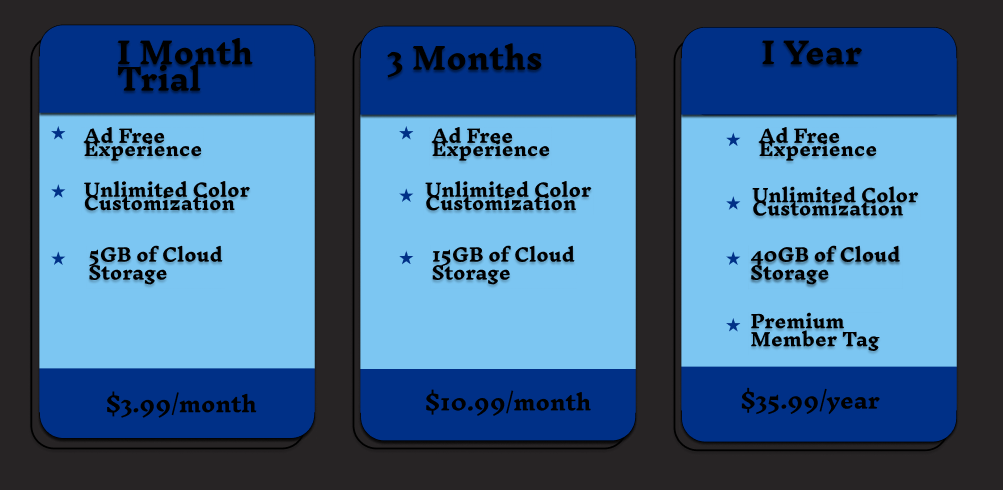 1 Month
Trial
Ad Free
Experience
Unlimited Color
Customization
5GB of Cloud
Storage
$3.99/month
3 Months
Ad Free
Experience
Unlimited Color
Customization
15GB of Cloud
Storage
$10.99/month
1 Year
Ad Free
Experience
Unlimited Color
Customization
40GB of Cloud
Storage
Premium
Member Tag
$35.99/year